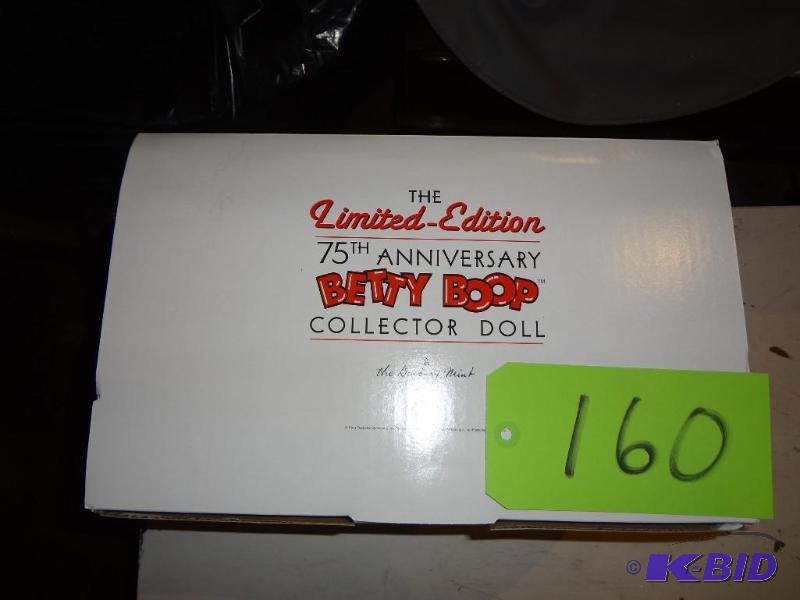 THE
Limited-Edition
75TH ANNIVERSARY
BETTY BOOP™
COLLECTOR DOLL
the Danbury Mint
160
© K-BID